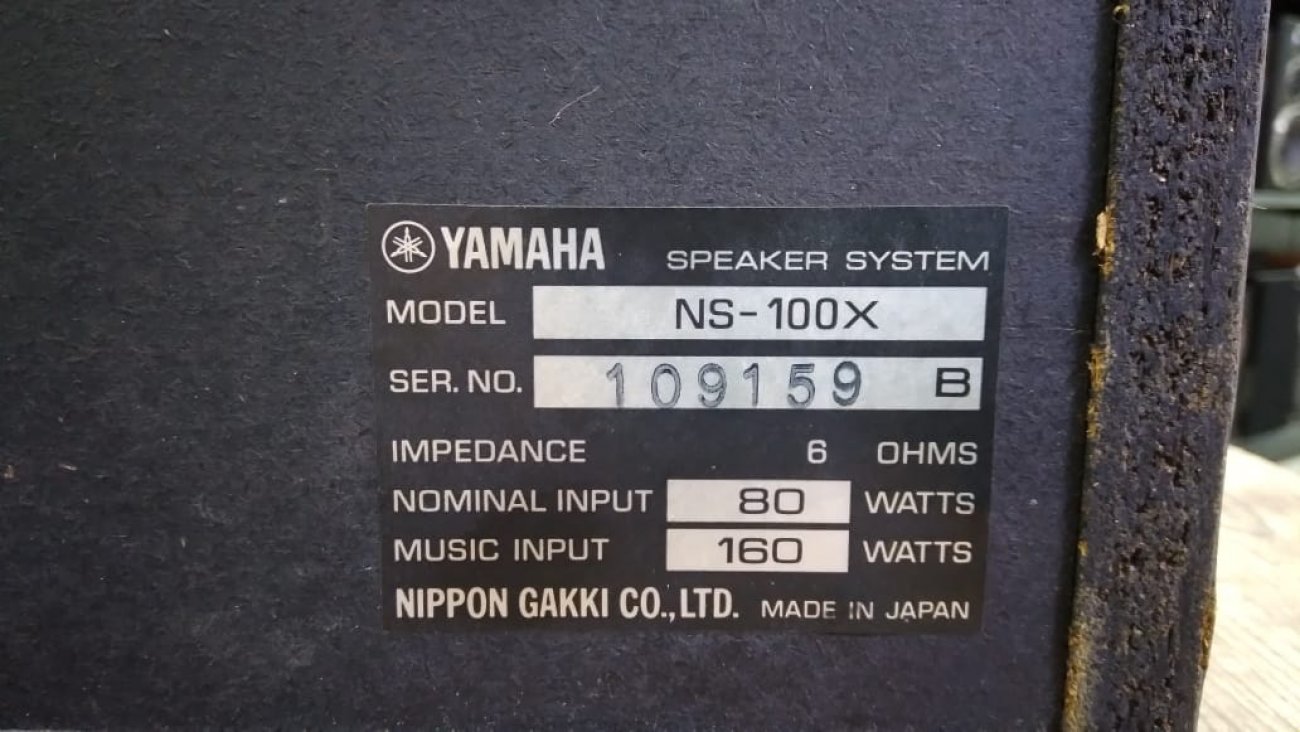 YAMAHA SPEAKER SYSTEM
MODEL NS-100X
SER. NO. 109159 B
IMPEDANCE 6 OHMS
NOMINAL INPUT 80 WATTS
MUSIC INPUT 160 WATTS
NIPPON GAKKI CO., LTD. MADE IN JAPAN